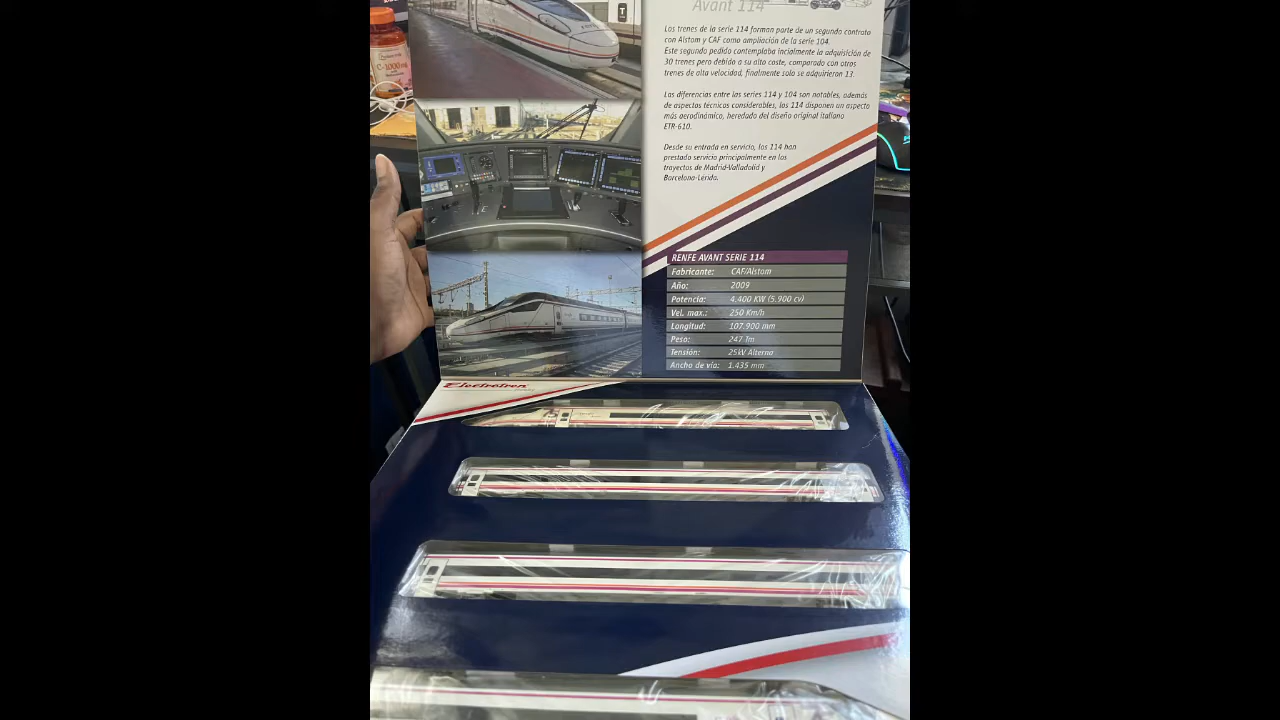 C-1000mg
T
Avant 114
Los trenes de la serie 114 forman parte de un segundo contrato
con Alstom y CAF como ampliación de la serie 104.
Este segundo pedido contemplaba incialmente la adquisición de
30 trenes pero debido a su alto coste, comparado con otros
trenes de alta velocidad, finalmente solo se adquirieron 13.
Las diferencias entre las series 114 y 104 son notables, además
de aspectos técnicos considerables, los 114 disponen un aspecto
más aerodinámico, heredado del diseño original italiano
ETR-610.
Desde su entrada en servicio, los 114 han
prestado servicio principalmente en los
trayectos de Madrid-Valladolid y
Barcelona-Lérida.
RENFE AVANT SERIE 114
Fabricante: CAF/Alstom
Año: 2009
Potencia: 4.400 KW (5.900 cv)
Vel. max.: 250 Km/h
Longitud: 107.900 mm
Peso: 247 Tm
Tensión: 25kV Alterna
Ancho de vía: 1.435 mm
Electrotren